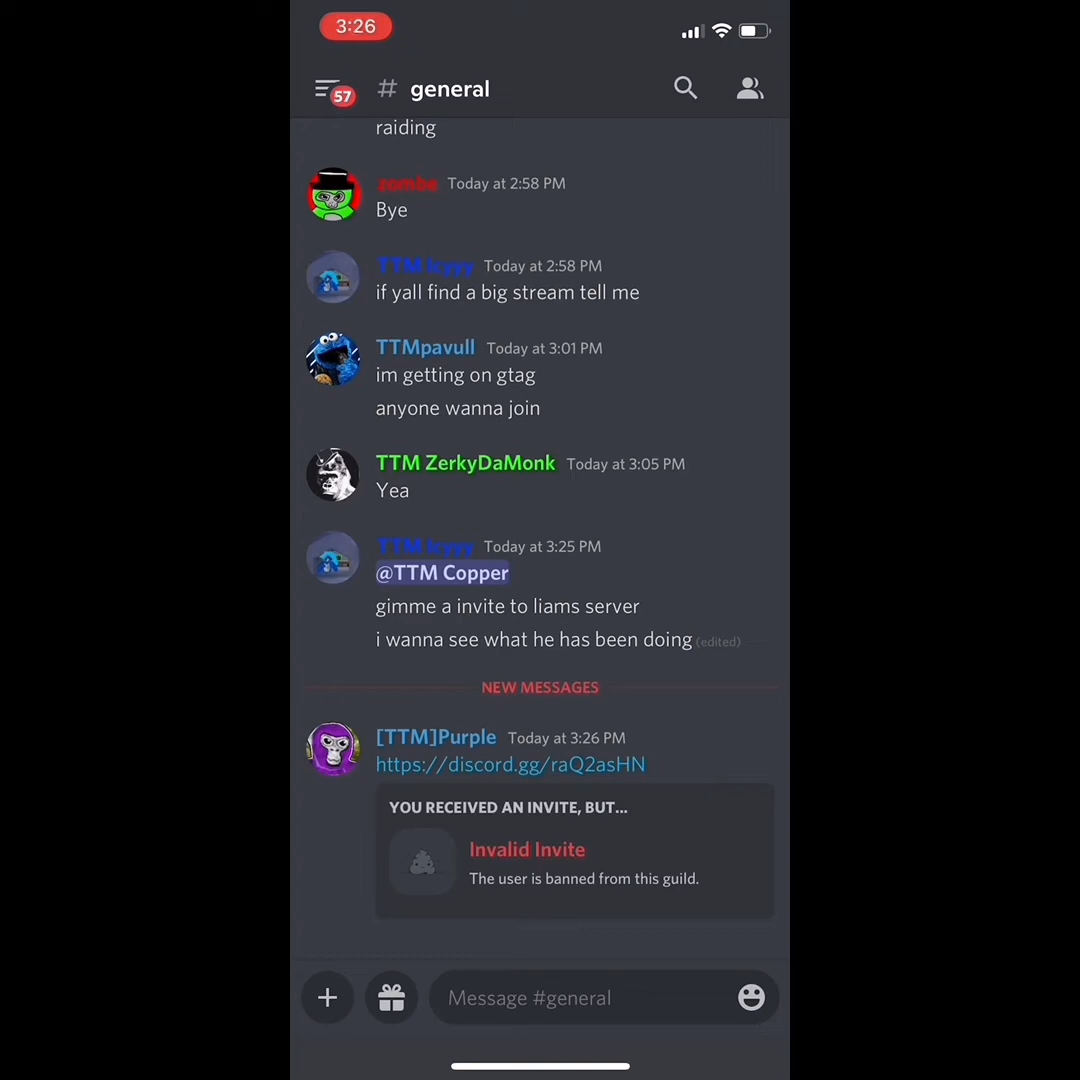 3:26
57
# general
raiding
zombe Today at 2:58 PM
Bye
TTM Icyyy Today at 2:58 PM
if yall find a big stream tell me
TTMpavull Today at 3:01 PM
im getting on gtag
anyone wanna join
TTM ZerkyDaMonk Today at 3:05 PM
Yea
TTM Icyyy Today at 3:25 PM
@TTM Copper
gimme a invite to liams server
i wanna see what he has been doing (edited)
NEW MESSAGES
[TTM]Purple Today at 3:26 PM
https://discord.gg/raQ2asHN
YOU RECEIVED AN INVITE, BUT...
Invalid Invite
The user is banned from this guild.
Message #general